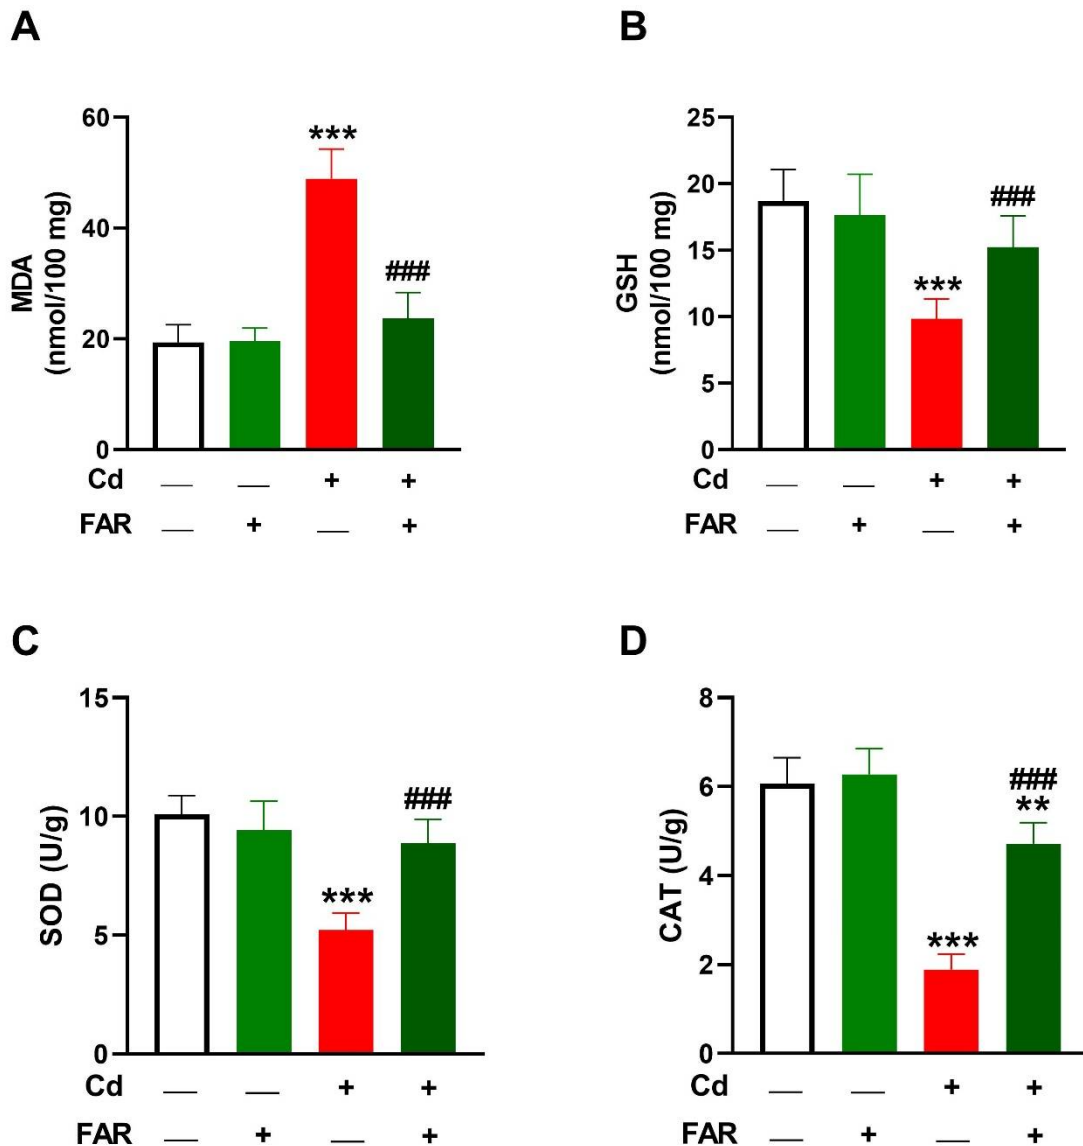 A
MDA
(nmol/100 mg)
60
40
20
0
***
###
Cd — — + +
FAR — + — +
B
GSH
(nmol/100 mg)
25
20
15
10
5
0
***
###
Cd — — + +
FAR — + — +
C
SOD (U/g)
15
10
5
0
***
###
Cd — — + +
FAR — + — +
D
CAT (U/g)
8
6
4
2
0
***
###
**
Cd — — + +
FAR — + — +